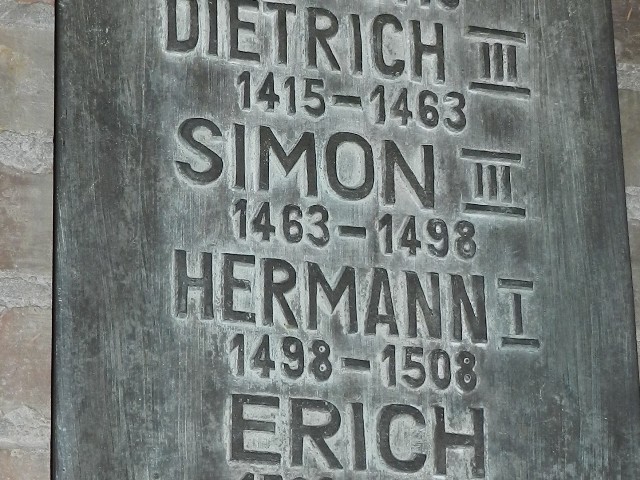 DIETRICH III
1415-1463
SIMON III
1463-1498
HERMANN I
1498-1508
ERICH